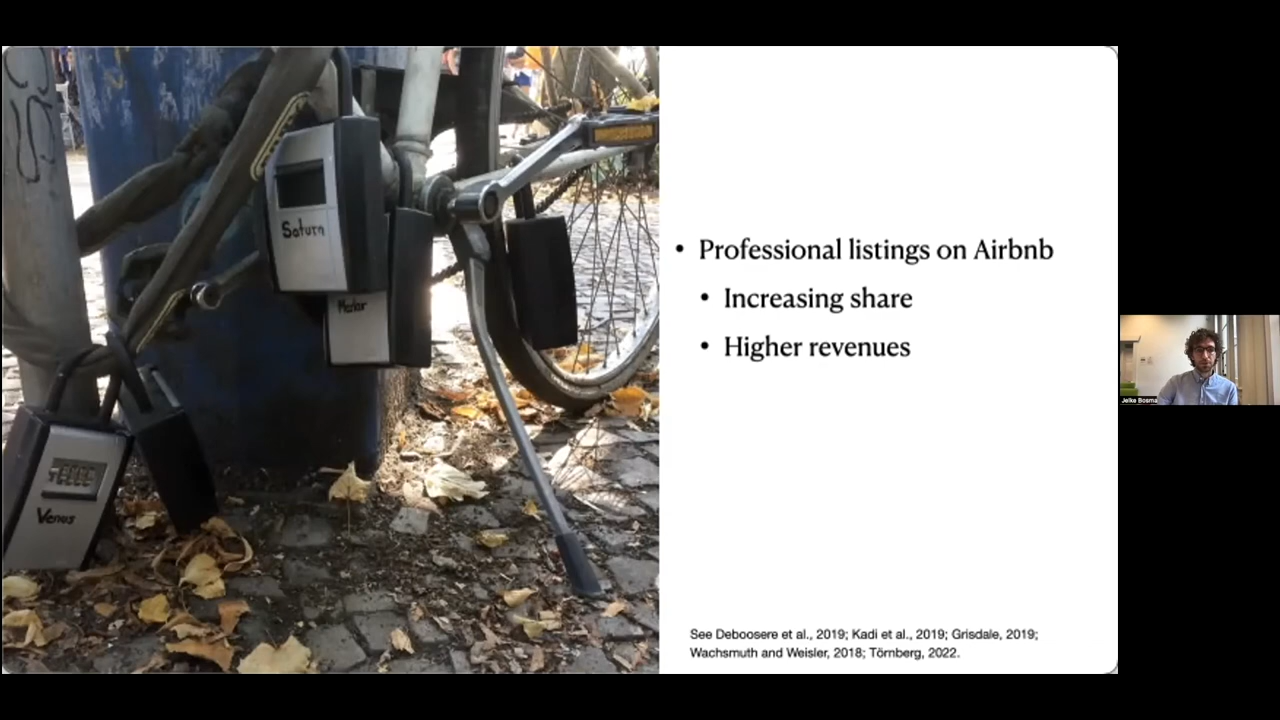 Saturn
Venus
• Professional listings on Airbnb
• Increasing share
• Higher revenues
See Deboosere et al., 2019; Kadi et al., 2019; Grisdale, 2019;
Wachsmuth and Weisler, 2018; Törnberg, 2022.
Jelke Bosma